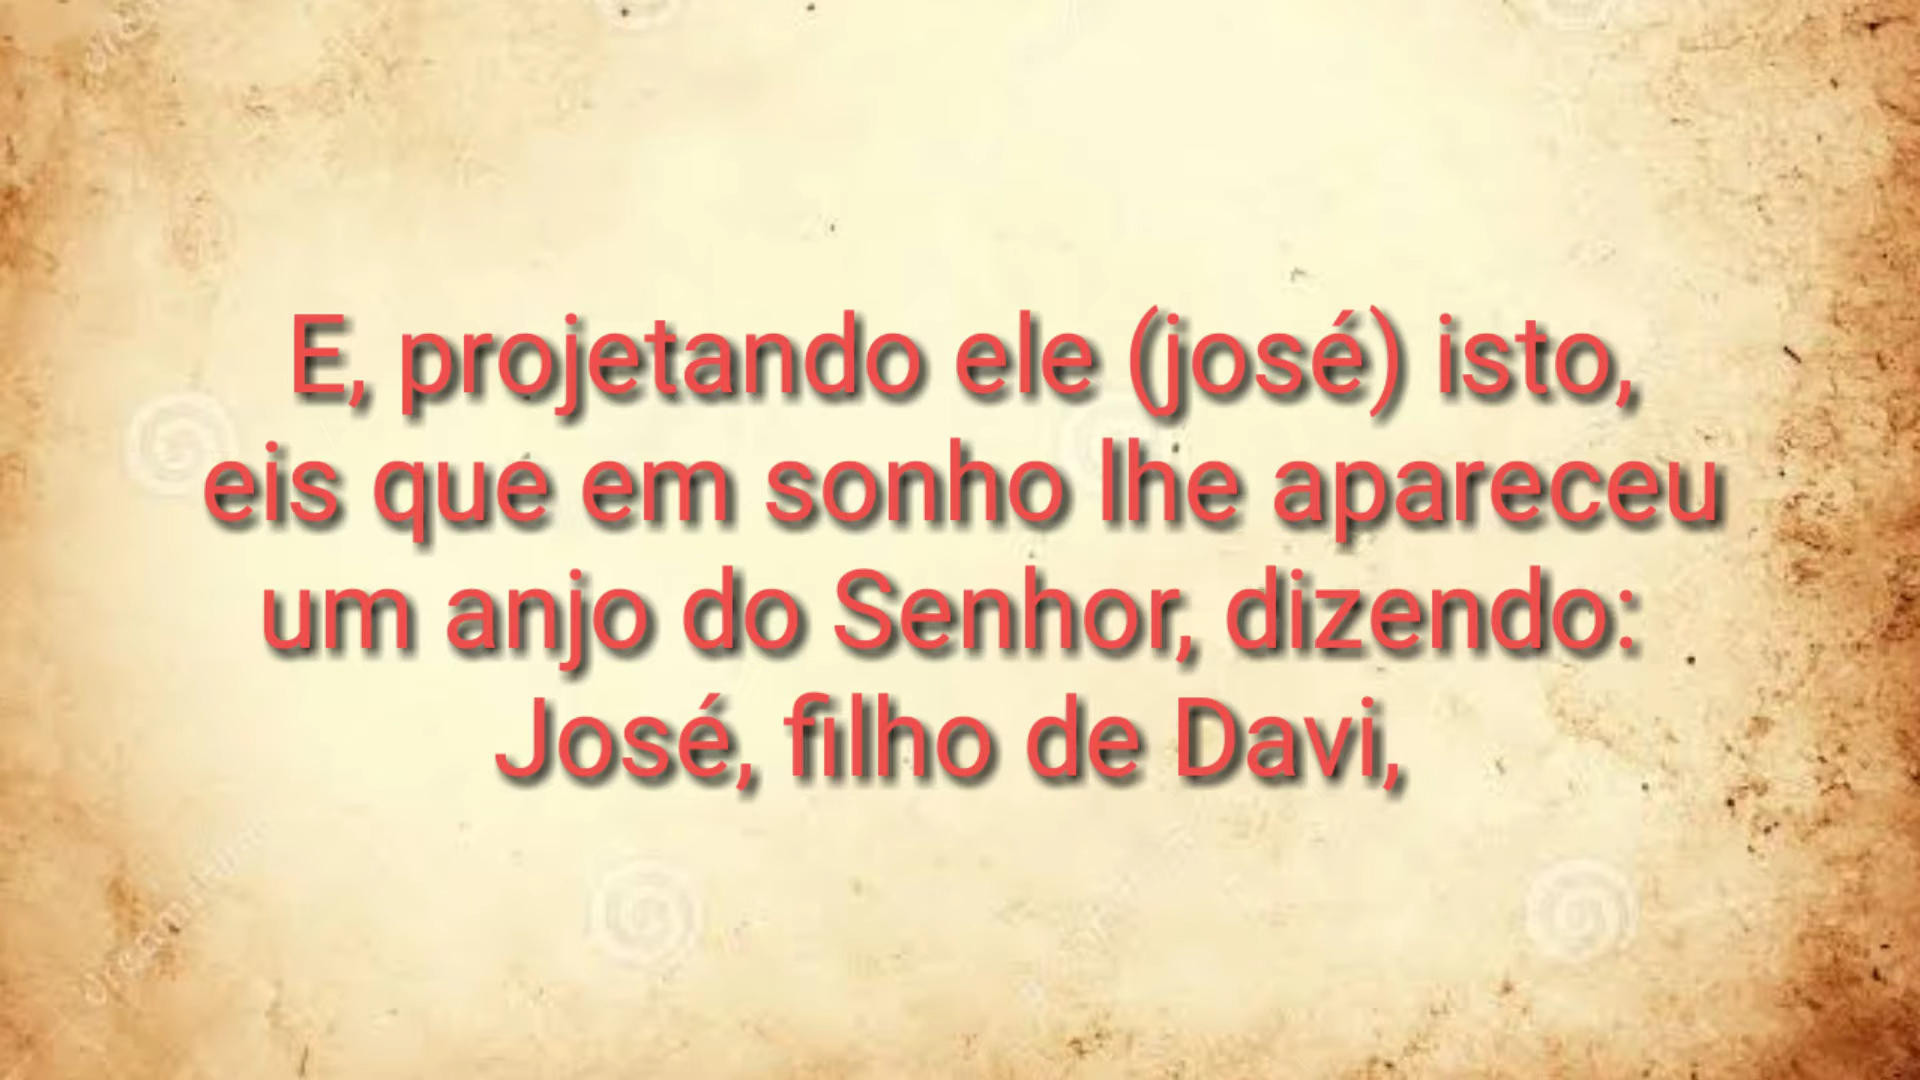 E, projetando ele (josé) isto,
eis que em sonho lhe apareceu
um anjo do Senhor, dizendo:
José, filho de Davi,